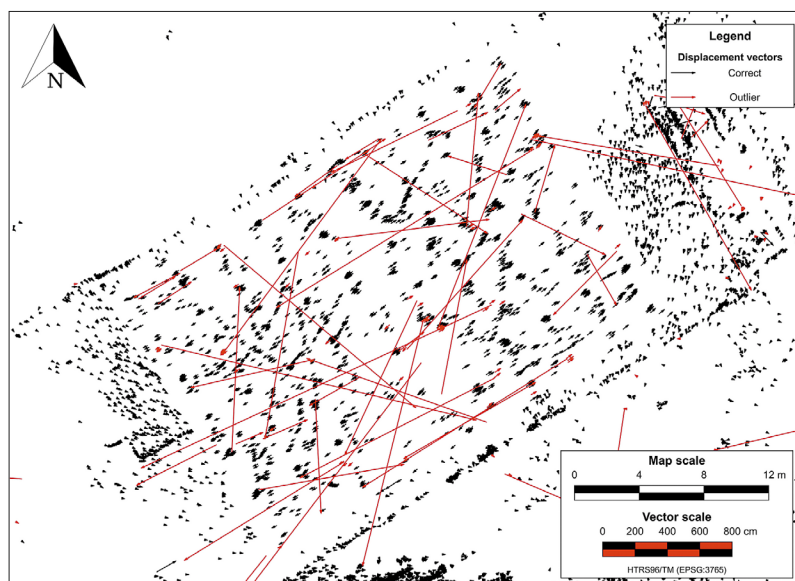 N
Legend
Displacement vectors
Correct
Outlier
Map scale
0 4 8 12 m
Vector scale
0 200 400 600 800 cm
HTRS96/TM (EPSG:3765)